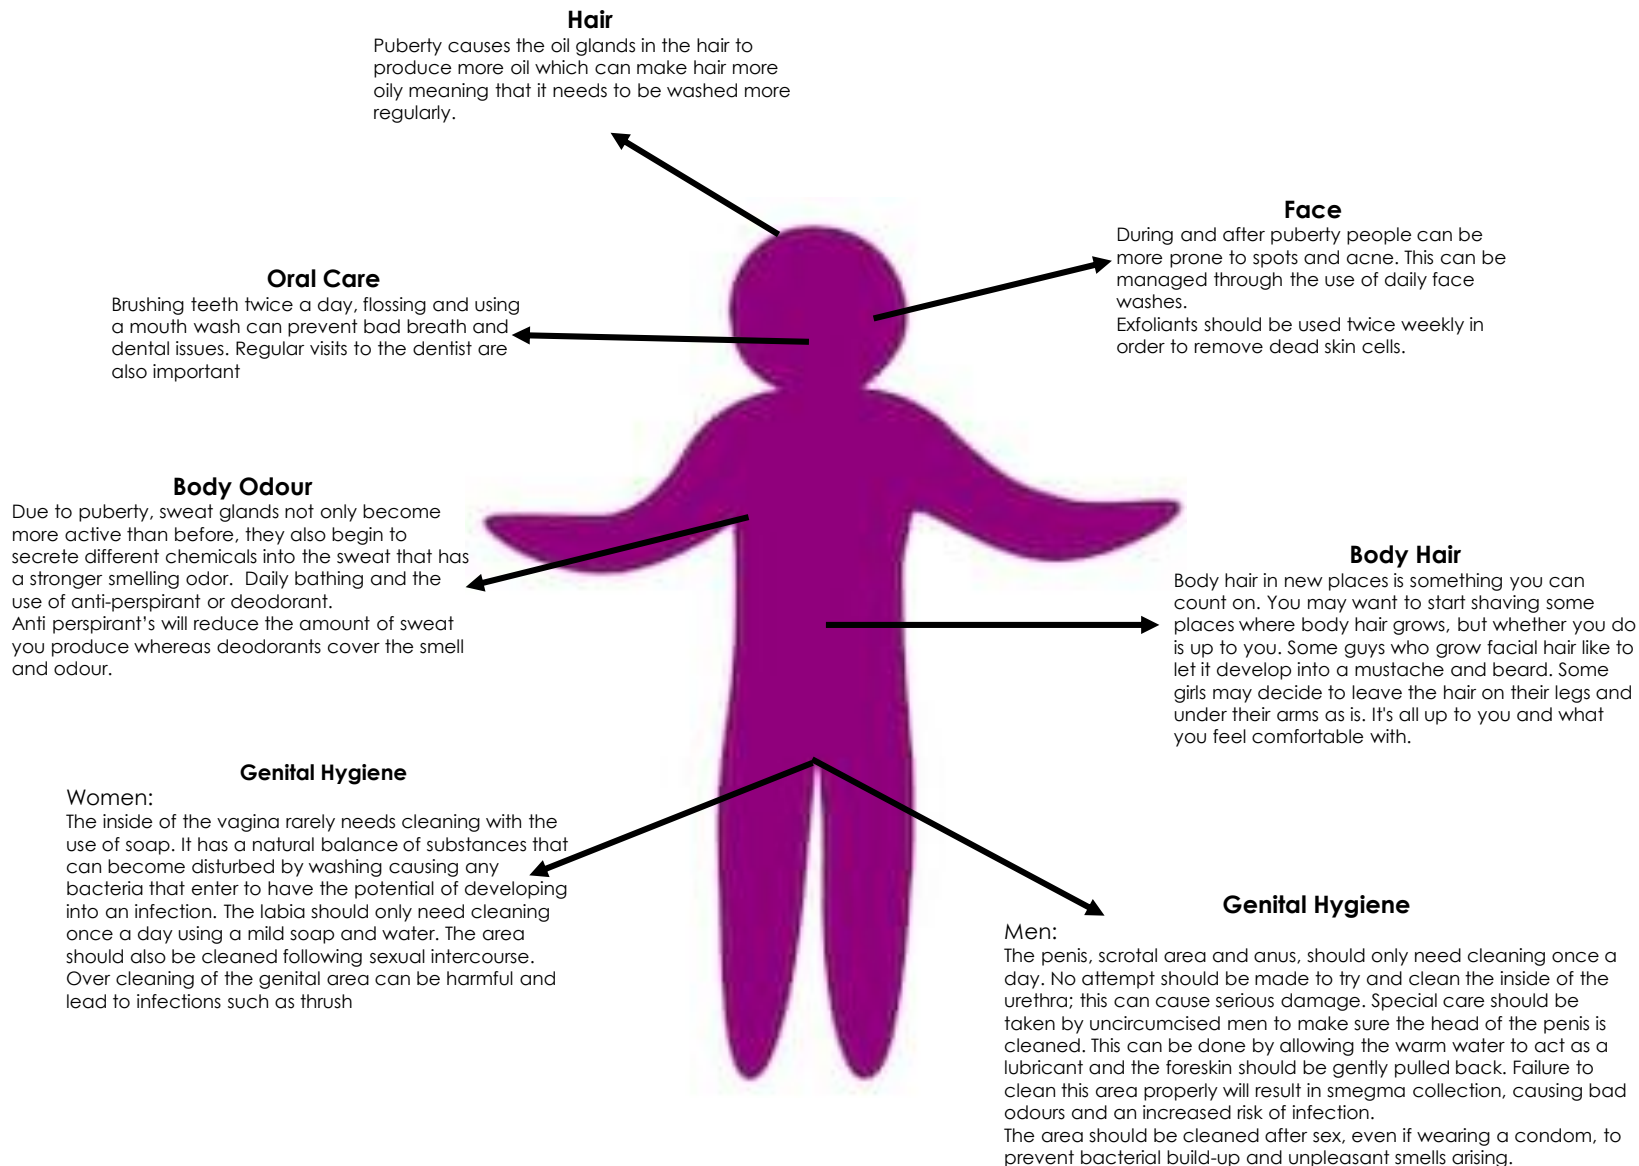 Hair
Puberty causes the oil glands in the hair to
produce more oil which can make hair more
oily meaning that it needs to be washed more
regularly.
Face
During and after puberty people can be
more prone to spots and acne. This can be
managed through the use of daily face
washes.
Exfoliants should be used twice weekly in
order to remove dead skin cells.
Oral Care
Brushing teeth twice a day, flossing and using
a mouth wash can prevent bad breath and
dental issues. Regular visits to the dentist are
also important
Body Odour
Due to puberty, sweat glands not only become
more active than before, they also begin to
secrete different chemicals into the sweat that has
a stronger smelling odor.  Daily bathing and the
use of anti-perspirant or deodorant.
Anti perspirant’s will reduce the amount of sweat
you produce whereas deodorants cover the smell
and odour.
Body Hair
Body hair in new places is something you can
count on. You may want to start shaving some
places where body hair grows, but whether you do
is up to you. Some guys who grow facial hair like to
let it develop into a mustache and beard. Some
girls may decide to leave the hair on their legs and
under their arms as is. It's all up to you and what
you feel comfortable with.
Genital Hygiene
Women:
The inside of the vagina rarely needs cleaning with the
use of soap. It has a natural balance of substances that
can become disturbed by washing causing any
bacteria that enter to have the potential of developing
into an infection. The labia should only need cleaning
once a day using a mild soap and water. The area
should also be cleaned following sexual intercourse.
Over cleaning of the genital area can be harmful and
lead to infections such as thrush
Genital Hygiene
Men:
The penis, scrotal area and anus, should only need cleaning once a
day. No attempt should be made to try and clean the inside of the
urethra; this can cause serious damage. Special care should be
taken by uncircumcised men to make sure the head of the penis is
cleaned. This can be done by allowing the warm water to act as a
lubricant and the foreskin should be gently pulled back. Failure to
clean this area properly will result in smegma collection, causing bad
odours and an increased risk of infection.
The area should be cleaned after sex, even if wearing a condom, to
prevent bacterial build-up and unpleasant smells arising.